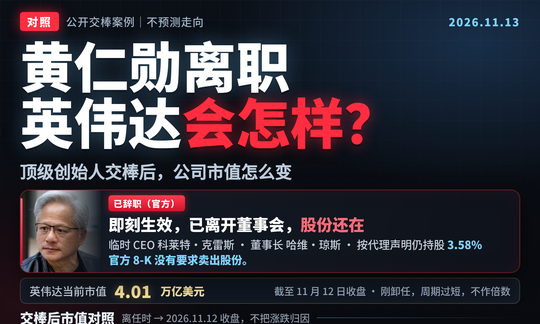 对照 公开交棒案例｜不预测走向 2026.11.13
黄仁勋离职
英伟达会怎样？
顶级创始人交棒后，公司市值怎么变
已辞职（官方）
即刻生效，已离开董事会，股份还在
临时 CEO 科莱特·克雷斯 · 董事长 哈维·琼斯 · 按代理声明仍持股 3.58%
官方 8-K 没有要求卖出股份。
英伟达当前市值 4.01 万亿美元 截至 11 月 12 日收盘 · 刚卸任，周期过短，不作倍数
交棒后市值对照 离任时 → 2026.11.12 收盘，不把涨跌归因